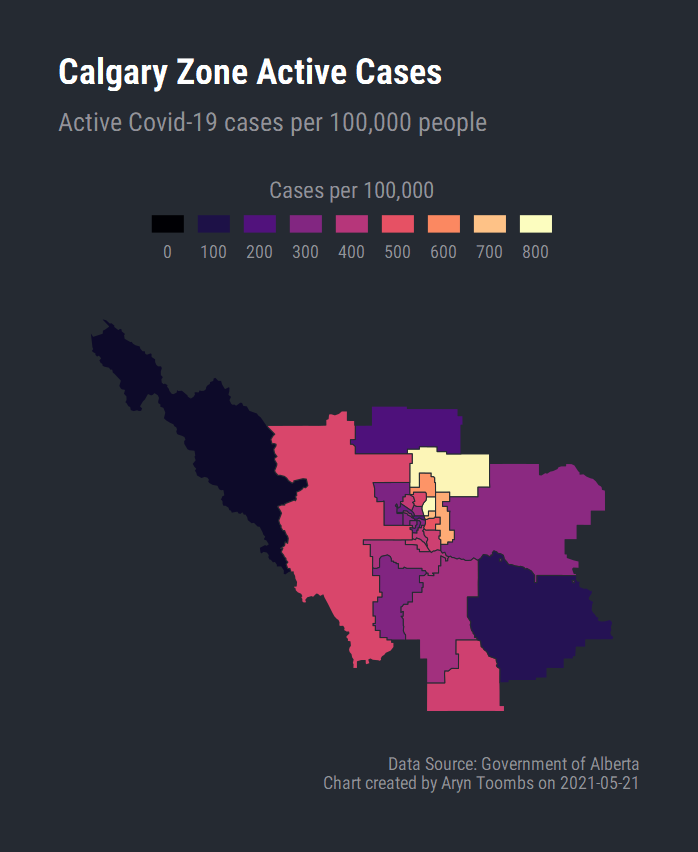 Calgary Zone Active Cases
Active Covid-19 cases per 100,000 people
Cases per 100,000
0 100 200 300 400 500 600 700 800
Data Source: Government of Alberta
Chart created by Aryn Toombs on 2021-05-21